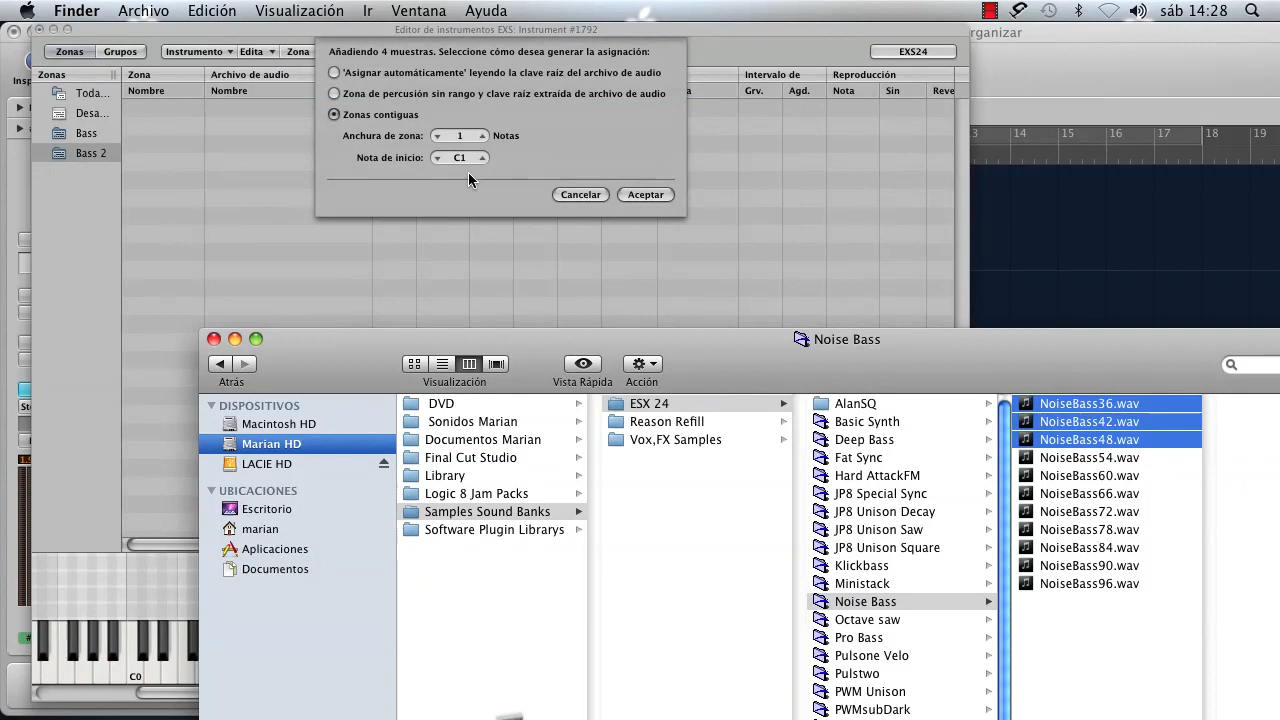 Finder Archivo Edición Visualización Ir Ventana Ayuda sáb 14:28
Editor de instrumentos EXS: Instrument #1792
organizar
Zonas Grupos Instrumento Edita Zona EXS24
Añadiendo 4 muestras. Seleccione cómo desea generar la asignación:
'Asignar automáticamente' leyendo la clave raíz del archivo de audio
Zona de percusión sin rango y clave raíz extraída de archivo de audio
Zonas contiguas
Anchura de zona: 1 Notas
Nota de inicio: C1
Cancelar Aceptar
Zonas Zona Archivo de audio Intervalo de Reproducción
Nombre Nombre Grv. Agd. Nota Sin Reve
Toda...
Desa...
Bass
Bass 2
13 14 15 16 17 18 19
C0
Noise Bass
Atrás Visualización Vista Rápida Acción
DISPOSITIVOS
Macintosh HD
Marian HD
LACIE HD
UBICACIONES
Escritorio
marian
Aplicaciones
Documentos
DVD
Sonidos Marian
Documentos Marian
Final Cut Studio
Library
Logic 8 Jam Packs
Samples Sound Banks
Software Plugin Librarys
ESX 24
Reason Refill
Vox,FX Samples
AlanSQ
Basic Synth
Deep Bass
Fat Sync
Hard AttackFM
JP8 Special Sync
JP8 Unison Decay
JP8 Unison Saw
JP8 Unison Square
Klickbass
Ministack
Noise Bass
Octave saw
Pro Bass
Pulsone Velo
Pulstwo
PWM Unison
PWMsubDark
NoiseBass36.wav
NoiseBass42.wav
NoiseBass48.wav
NoiseBass54.wav
NoiseBass60.wav
NoiseBass66.wav
NoiseBass72.wav
NoiseBass78.wav
NoiseBass84.wav
NoiseBass90.wav
NoiseBass96.wav